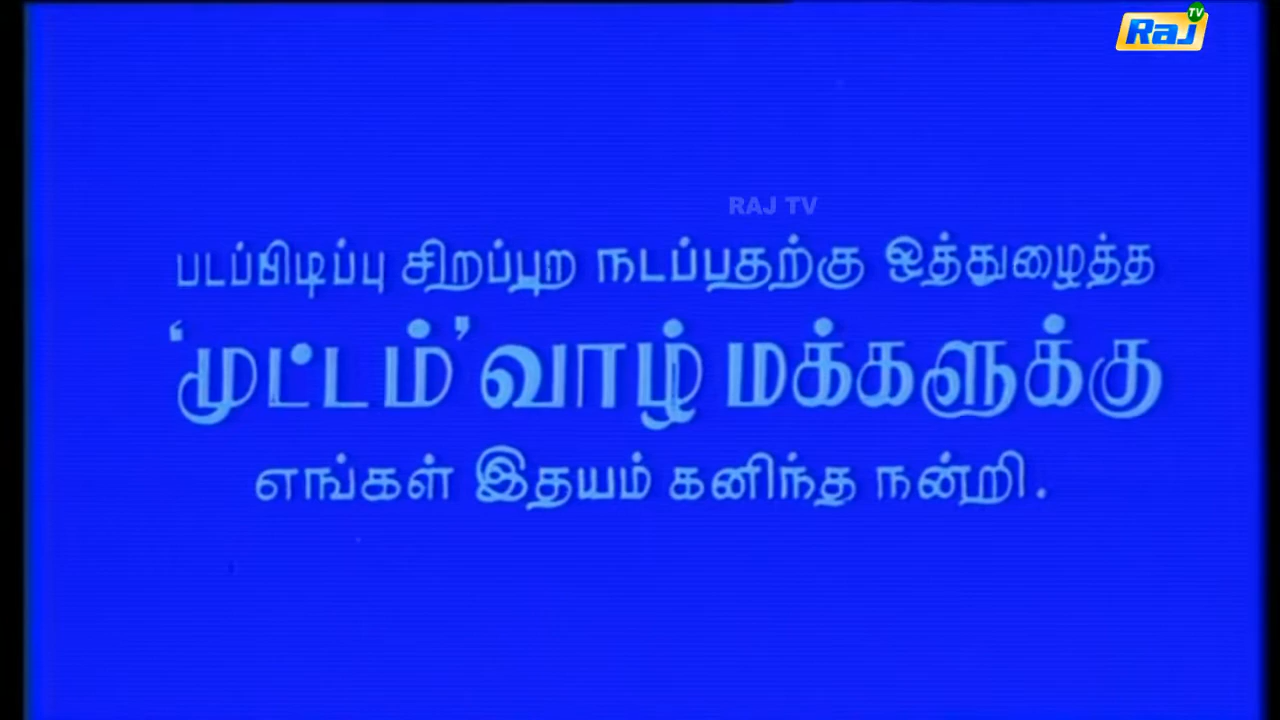 Raj TV
RAJ TV
படப்பிடிப்பு சிறப்புற நடப்பதற்கு ஒத்துழைத்த
‘முட்டம்’ வாழ் மக்களுக்கு
எங்கள் இதயம் கனிந்த நன்றி.